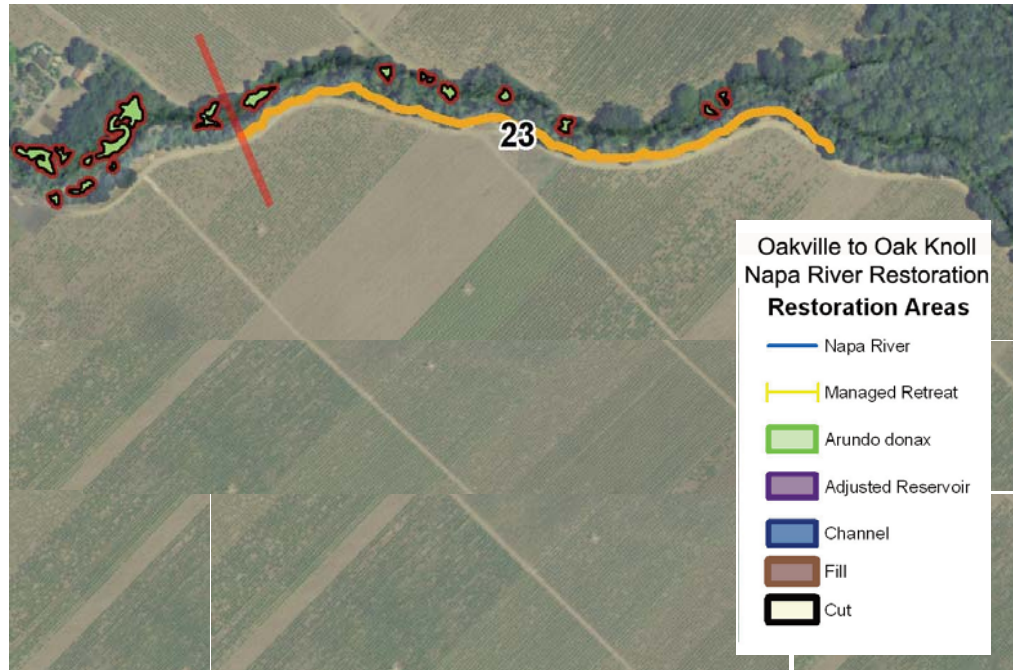 23
Oakville to Oak Knoll
Napa River Restoration
Restoration Areas
Napa River
Managed Retreat
Arundo donax
Adjusted Reservoir
Channel
Fill
Cut